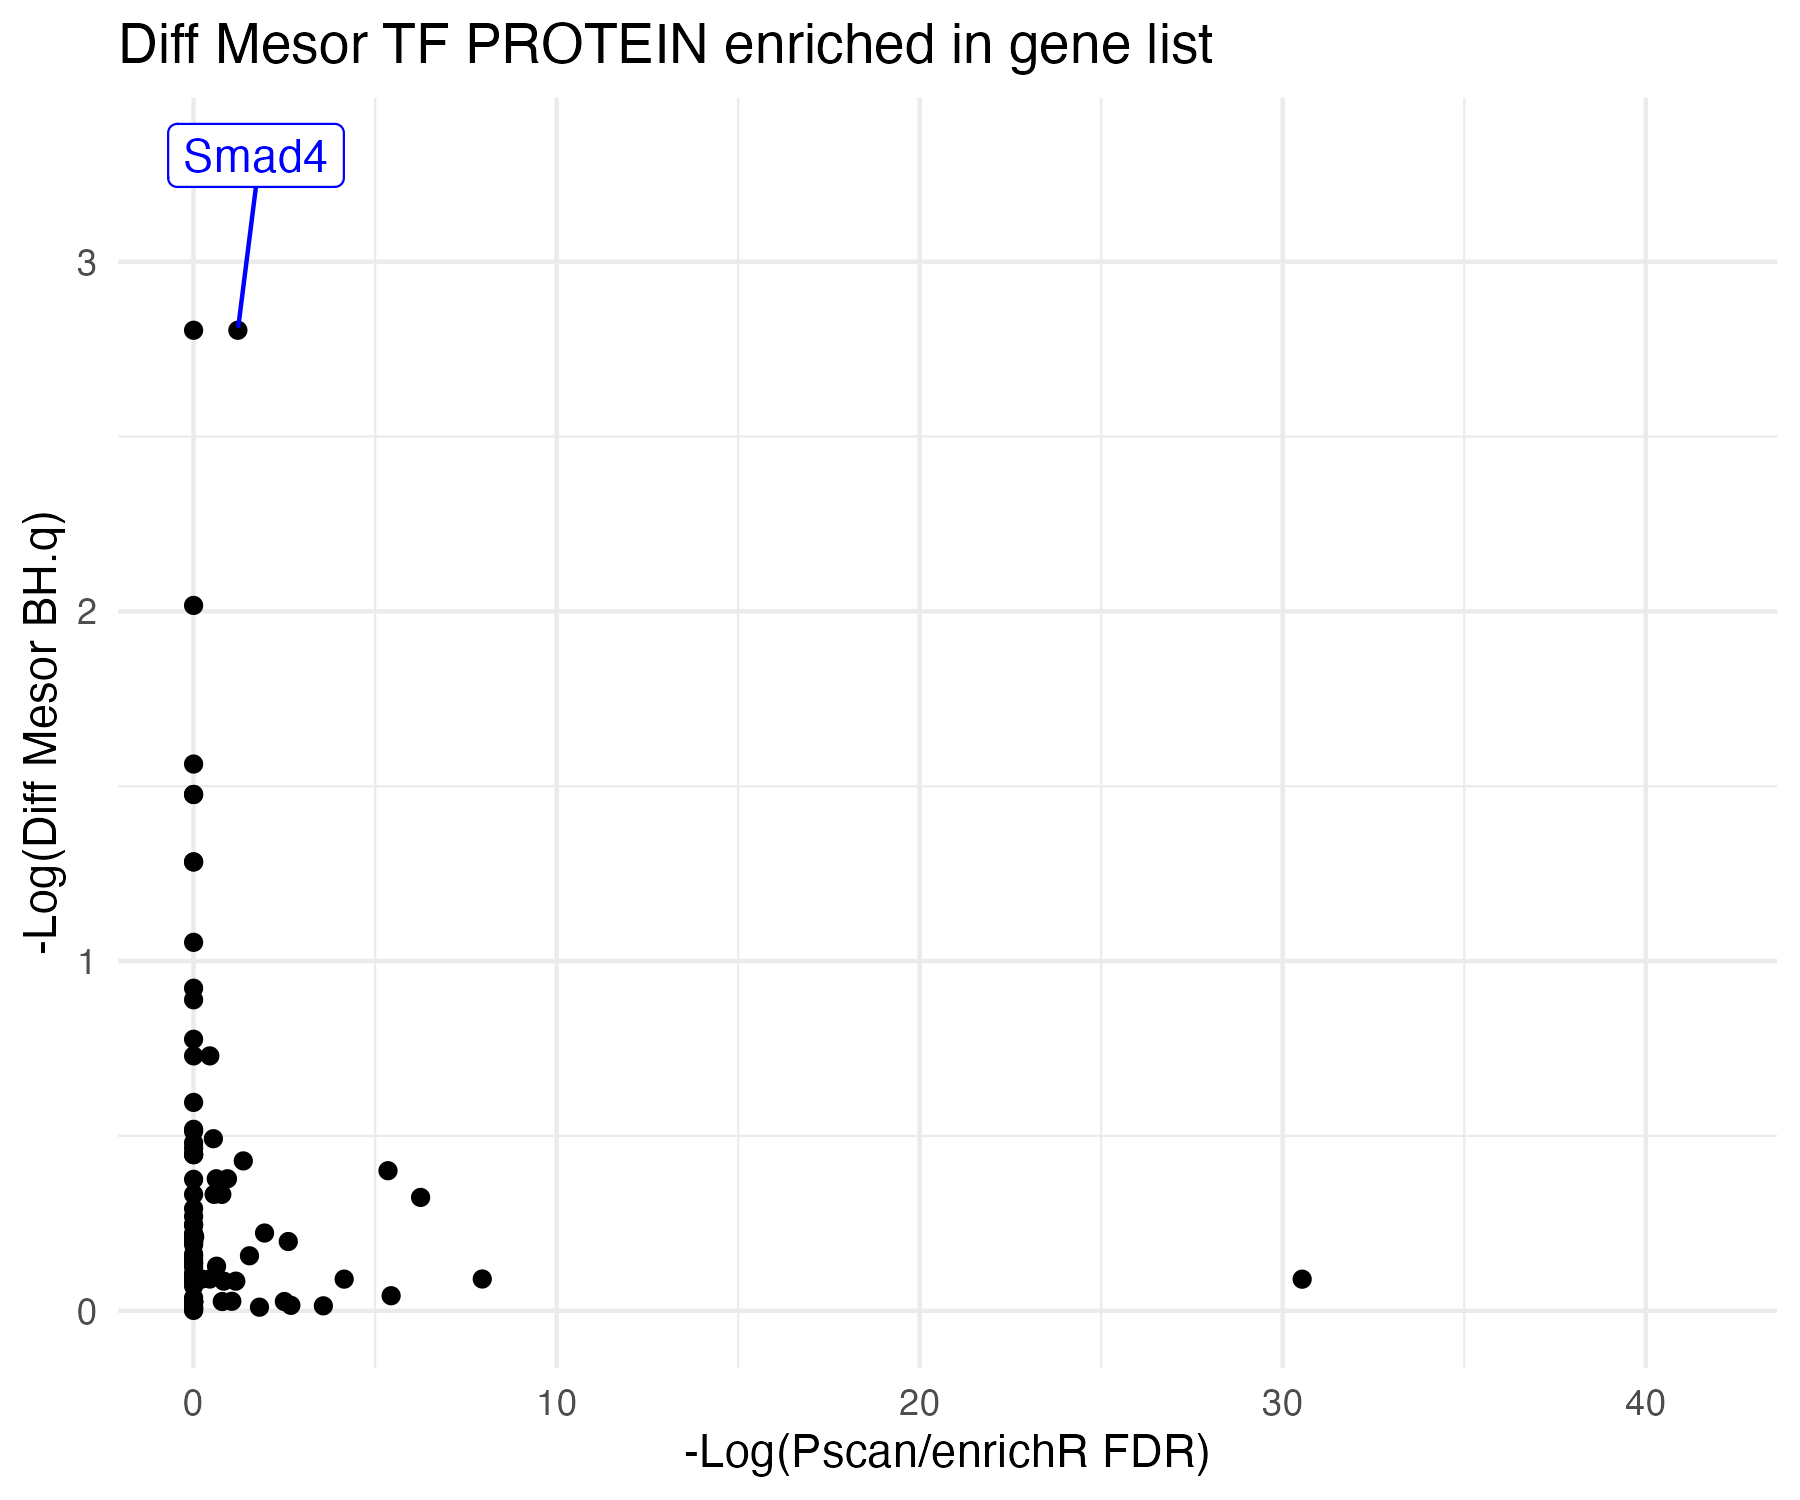 Diff Mesor TF PROTEIN enriched in gene list
Smad4
3
2
1
0
-Log(Diff Mesor BH.q)
0 10 20 30 40
-Log(Pscan/enrichR FDR)